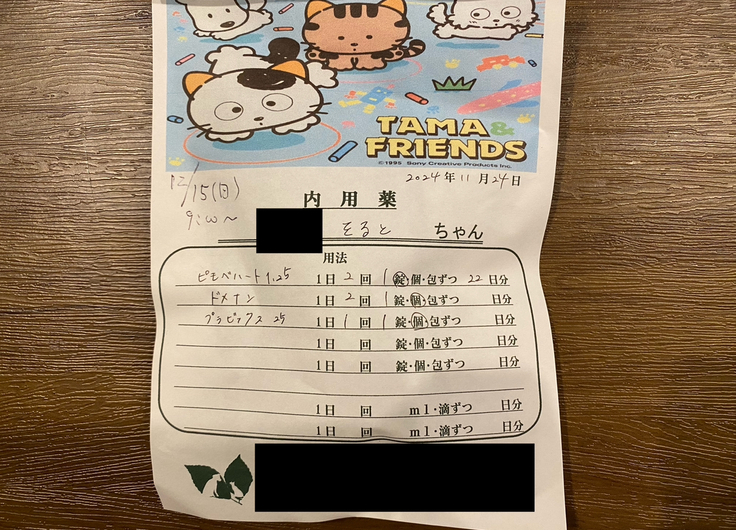 TAMA &
FRIENDS
©1995 Sony Creative Products Inc.
2024年11月24日
12/15(日)
9:00〜
内用薬
そると ちゃん
用法
ピモベハート1.25 1日2回 1錠・個・包ずつ 22日分
ドメイン 1日2回 1錠・個・包ずつ 日分
プラビックス 25 1日1回 1錠・個・包ずつ 日分
1日 回 錠・個・包ずつ 日分
1日 回 錠・個・包ずつ 日分
1日 回 ml・滴ずつ 日分
1日 回 ml・滴ずつ 日分